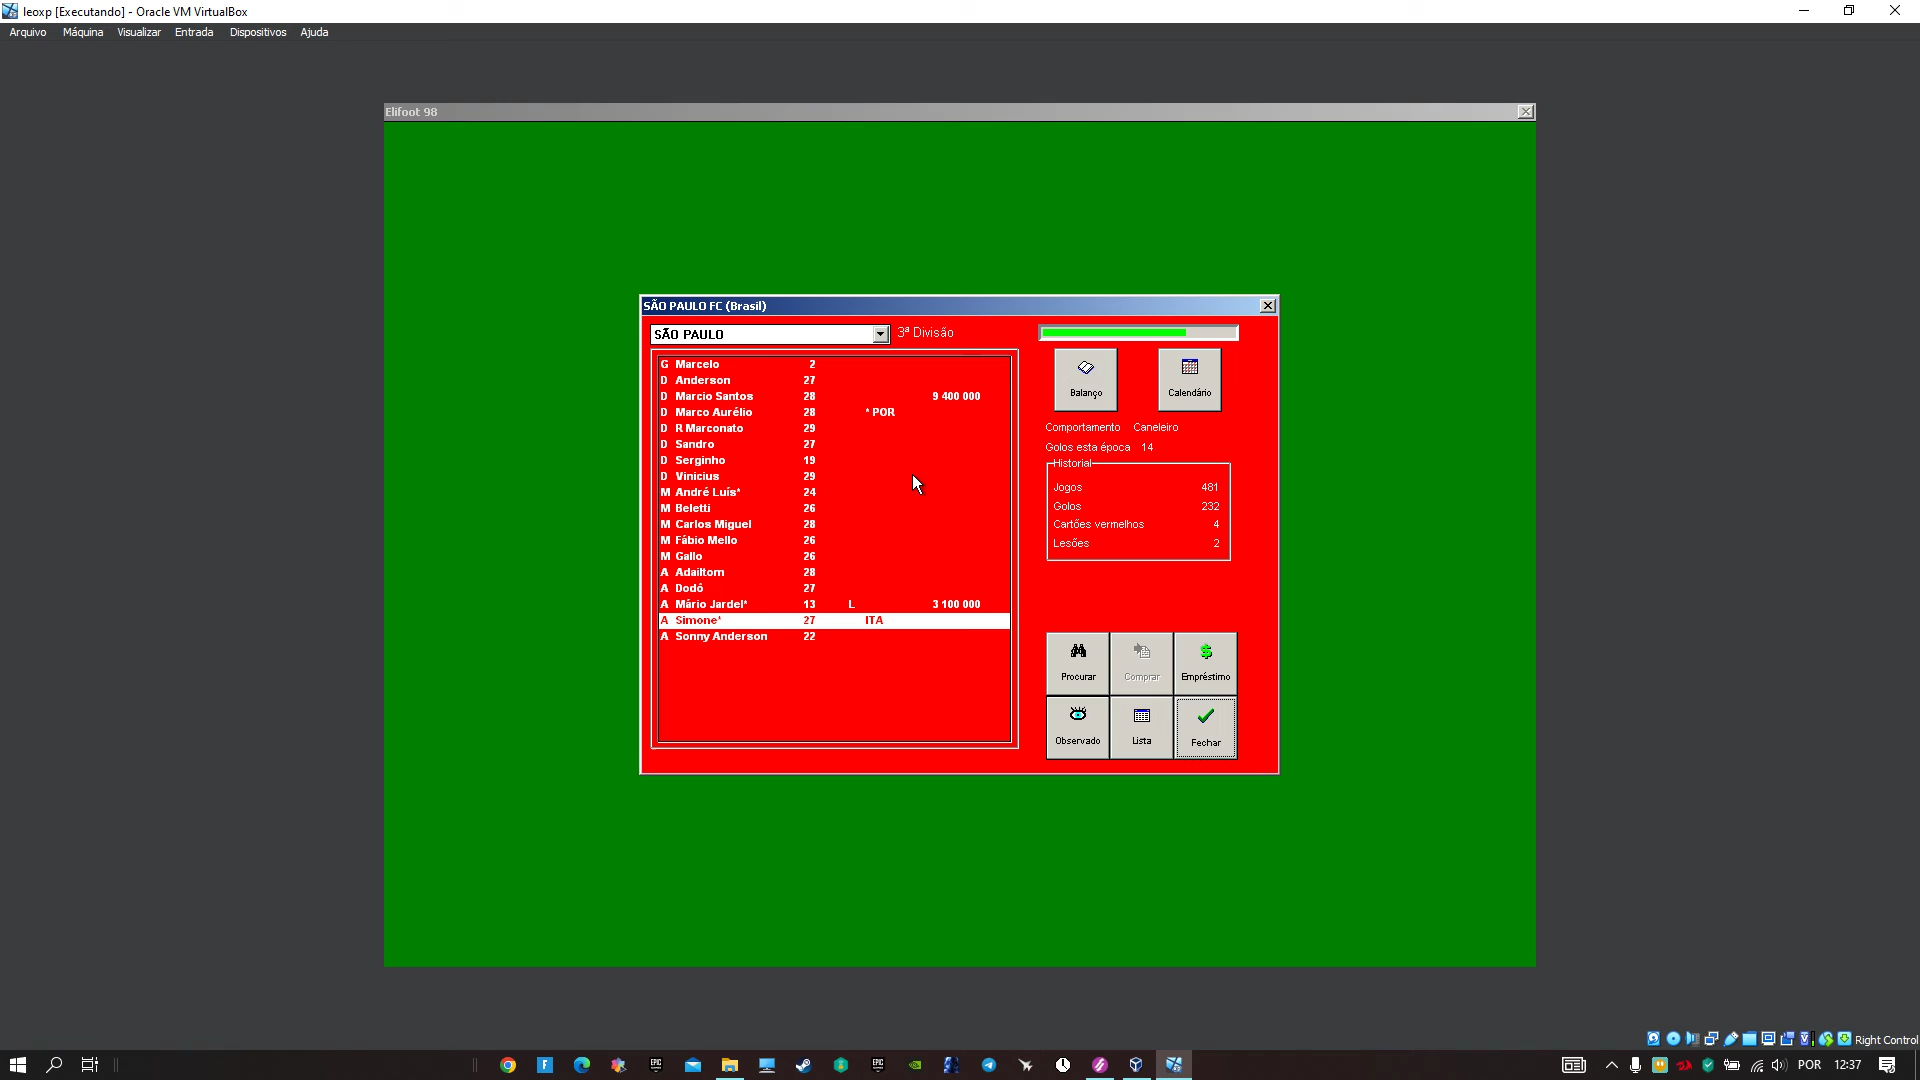 leoxp [Executando] - Oracle VM VirtualBox
Arquivo Máquina Visualizar Entrada Dispositivos Ajuda
Elifoot 98
SÃO PAULO FC (Brasil)
SÃO PAULO 3ª Divisão
G Marcelo 2
D Anderson 27
D Marcio Santos 28 9 400 000
D Marco Aurélio 28 * POR
D R Marconato 29
D Sandro 27
D Serginho 19
D Vinicius 29
M André Luís* 24
M Beletti 26
M Carlos Miguel 28
M Fábio Mello 26
M Gallo 26
A Adailtom 28
A Dodô 27
A Mário Jardel* 13 L 3 100 000
A Simone* 27 ITA
A Sonny Anderson 22
Balanço Calendário
Comportamento Caneleiro
Golos esta época 14
Historial
Jogos 481
Golos 232
Cartões vermelhos 4
Lesões 2
Procurar Comprar Empréstimo
Observado Lista Fechar
Right Control
EPIC EPIC POR 12:37